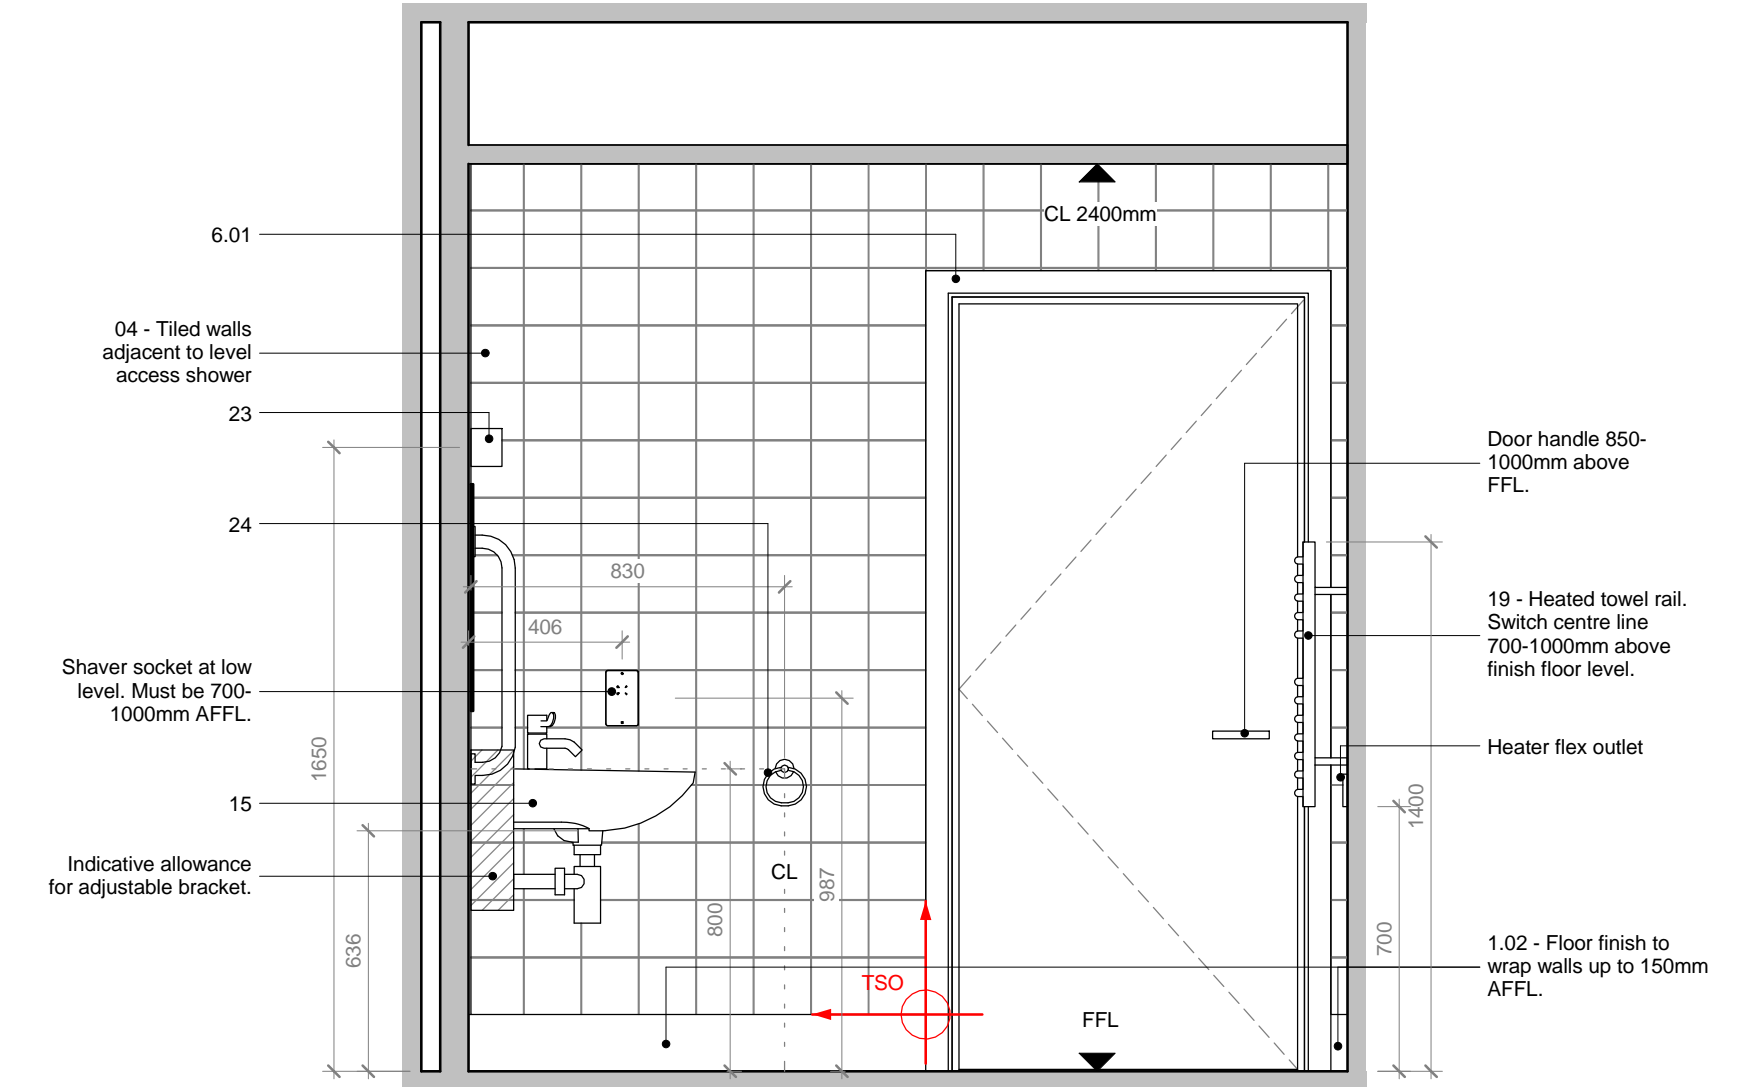 CL 2400mm
6.01
04 - Tiled walls
adjacent to level
access shower
23
24
830
406
Shaver socket at low
level. Must be 700-
1000mm AFFL.
1650
15
636
Indicative allowance
for adjustable bracket.
CL
987
800
TSO
FFL
Door handle 850-
1000mm above
FFL.
19 - Heated towel rail.
Switch centre line
700-1000mm above
finish floor level.
Heater flex outlet
1400
700
1.02 - Floor finish to
wrap walls up to 150mm
AFFL.